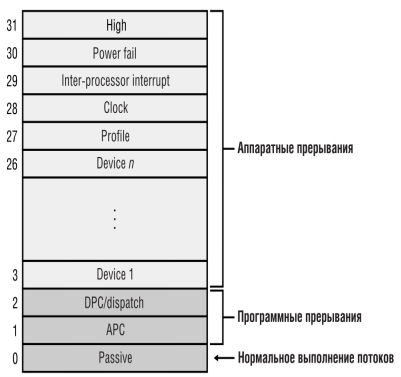 31 High
30 Power fail
29 Inter-processor interrupt
28 Clock
27 Profile
Аппаратные прерывания
26 Device n
3 Device 1
2 DPC/dispatch
Программные прерывания
1 APC
0 Passive
Нормальное выполнение потоков